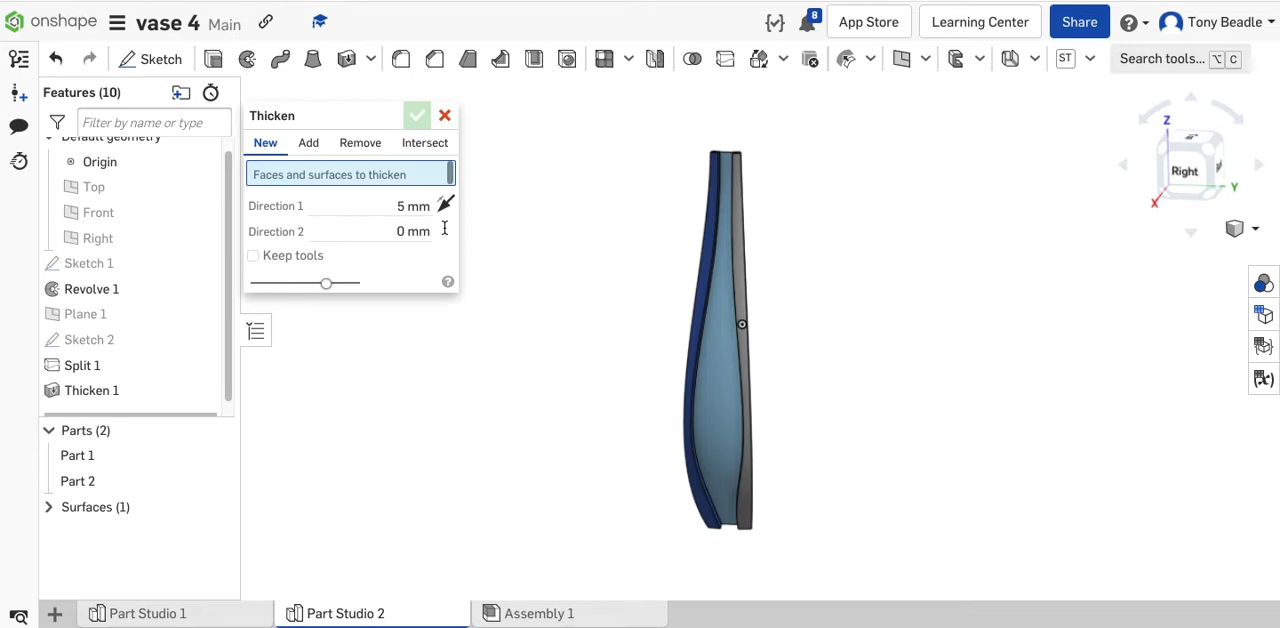 onshape vase 4 Main 8 App Store Learning Center Share Tony Beadle
Sketch ST Search tools... ⌥ C
Features (10)
Filter by name or type
Default geometry
Origin
Top
Front
Right
Sketch 1
Revolve 1
Plane 1
Sketch 2
Split 1
Thicken 1
Parts (2)
Part 1
Part 2
Surfaces (1)
Thicken
New Add Remove Intersect
Faces and surfaces to thicken
Direction 1 5 mm
Direction 2 0 mm
Keep tools
Z
Right
Y
X
Part Studio 1 Part Studio 2 Assembly 1